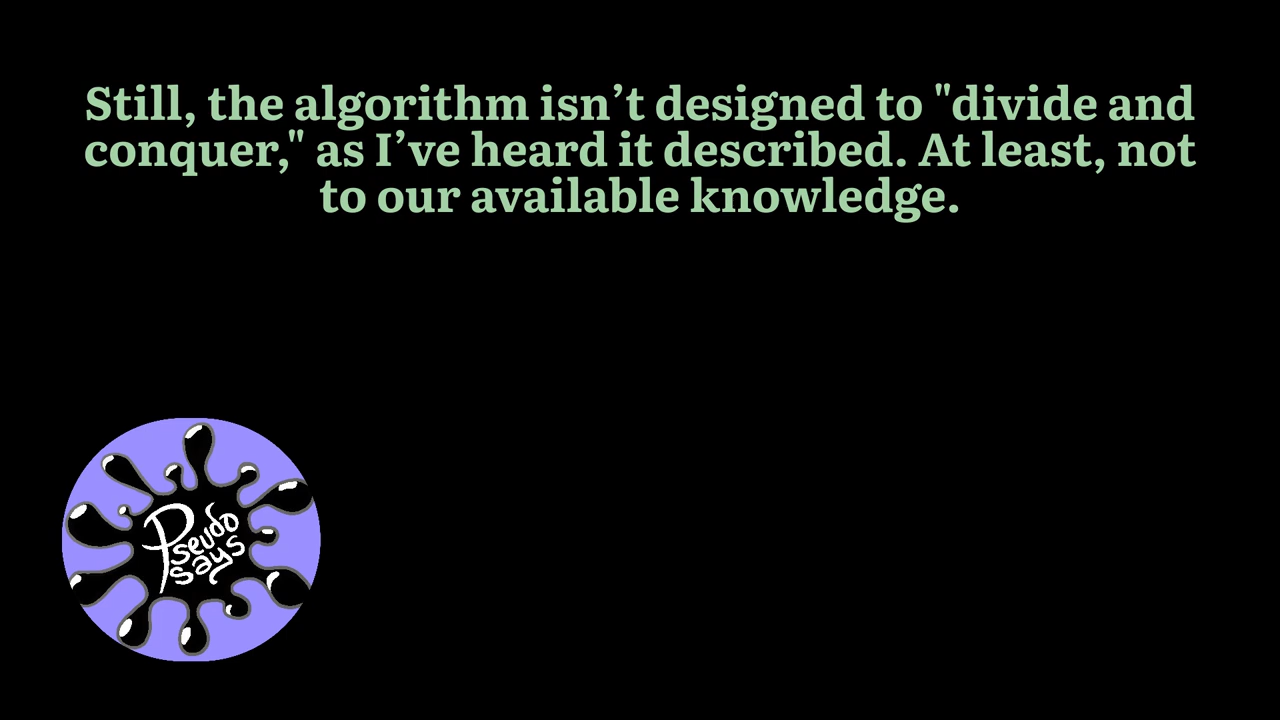 Still, the algorithm isn’t designed to "divide and
conquer," as I’ve heard it described. At least, not
to our available knowledge.
Pseudo
says